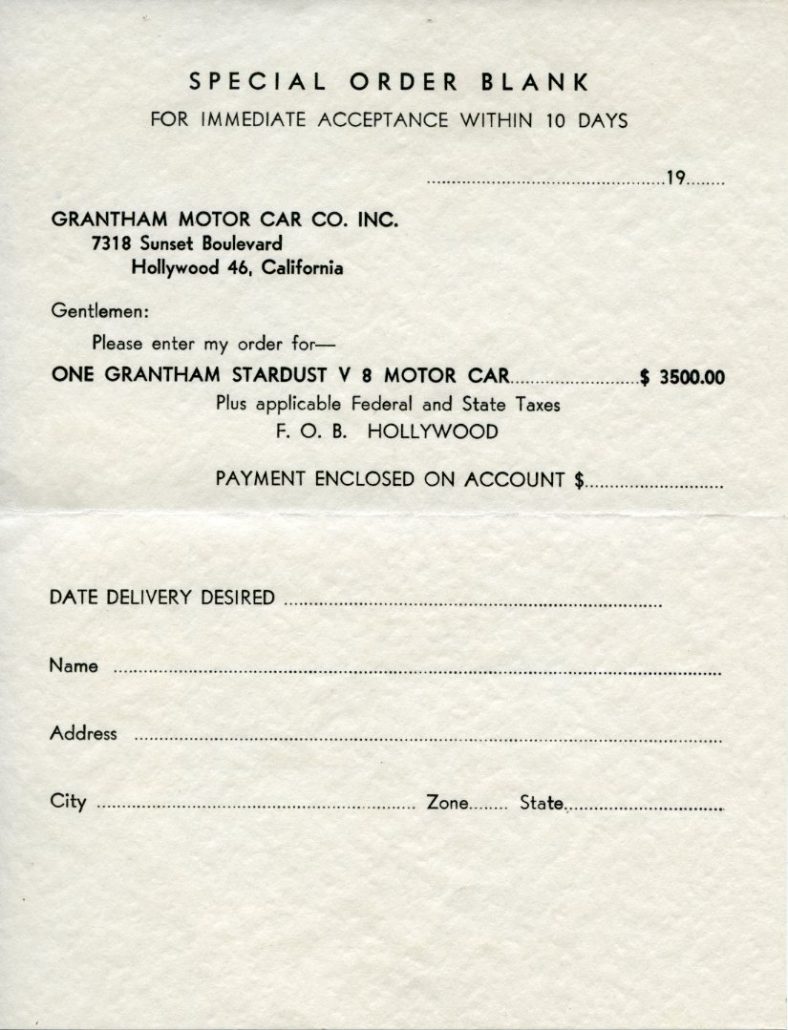 SPECIAL ORDER BLANK
FOR IMMEDIATE ACCEPTANCE WITHIN 10 DAYS
........................................19.......
GRANTHAM MOTOR CAR CO. INC.
7318 Sunset Boulevard
Hollywood 46, California
Gentlemen:
Please enter my order for—
ONE GRANTHAM STARDUST V 8 MOTOR CAR........................$ 3500.00
Plus applicable Federal and State Taxes
F. O. B. HOLLYWOOD
PAYMENT ENCLOSED ON ACCOUNT $........................
DATE DELIVERY DESIRED ................................................................
Name ................................................................
Address ................................................................
City ...................................................... Zone....... State...........................